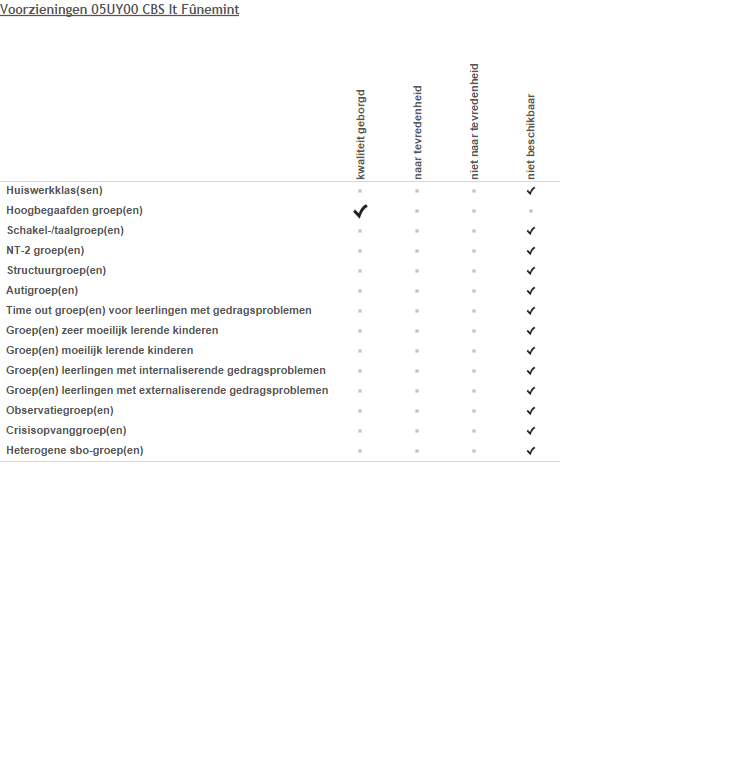 Voorzieningen 05UY00 CBS It Fûnemint
kwaliteit geborgd
naar tevredenheid
niet naar tevredenheid
niet beschikbaar
Huiswerkklas(sen)
Hoogbegaafden groep(en)
Schakel-/taalgroep(en)
NT-2 groep(en)
Structuurgroep(en)
Autigroep(en)
Time out groep(en) voor leerlingen met gedragsproblemen
Groep(en) zeer moeilijk lerende kinderen
Groep(en) moeilijk lerende kinderen
Groep(en) leerlingen met internaliserende gedragsproblemen
Groep(en) leerlingen met externaliserende gedragsproblemen
Observatiegroep(en)
Crisisopvanggroep(en)
Heterogene sbo-groep(en)